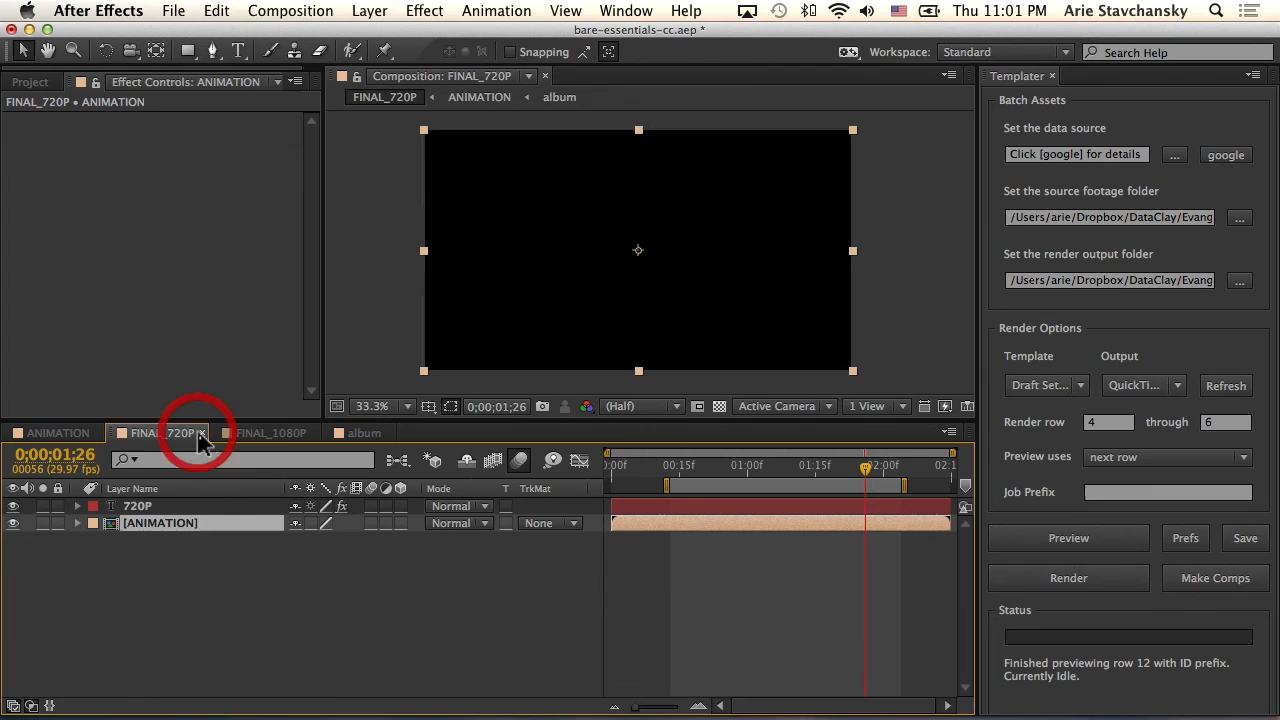 After Effects File Edit Composition Layer Effect Animation View Window Help Thu 11:01 PM Arie Stavchansky
bare-essentials-cc.aep *
Snapping Workspace: Standard Search Help
Project Effect Controls: ANIMATION Composition: FINAL_720P Templater
FINAL_720P • ANIMATION
FINAL_720P ANIMATION album
Batch Assets
Set the data source
Click [google] for details ... google
Set the source footage folder
/Users/arie/Dropbox/DataClay/Evang ...
Set the render output folder
/Users/arie/Dropbox/DataClay/Evang ...
Render Options
Template Output
Draft Set... QuickTi... Refresh
Render row 4 through 6
Preview uses next row
Job Prefix
Preview Prefs Save
Render Make Comps
Status
Finished previewing row 12 with ID prefix.
Currently Idle.
33.3% 0;00;01;26 (Half) Active Camera 1 View
ANIMATION FINAL_720P FINAL_1080P album
0;00;01;26
00056 (29.97 fps)
:00f 00:15f 01:00f 01:15f 02:00f 02:1
Layer Name Mode T TrkMat
720P Normal
[ANIMATION] Normal None